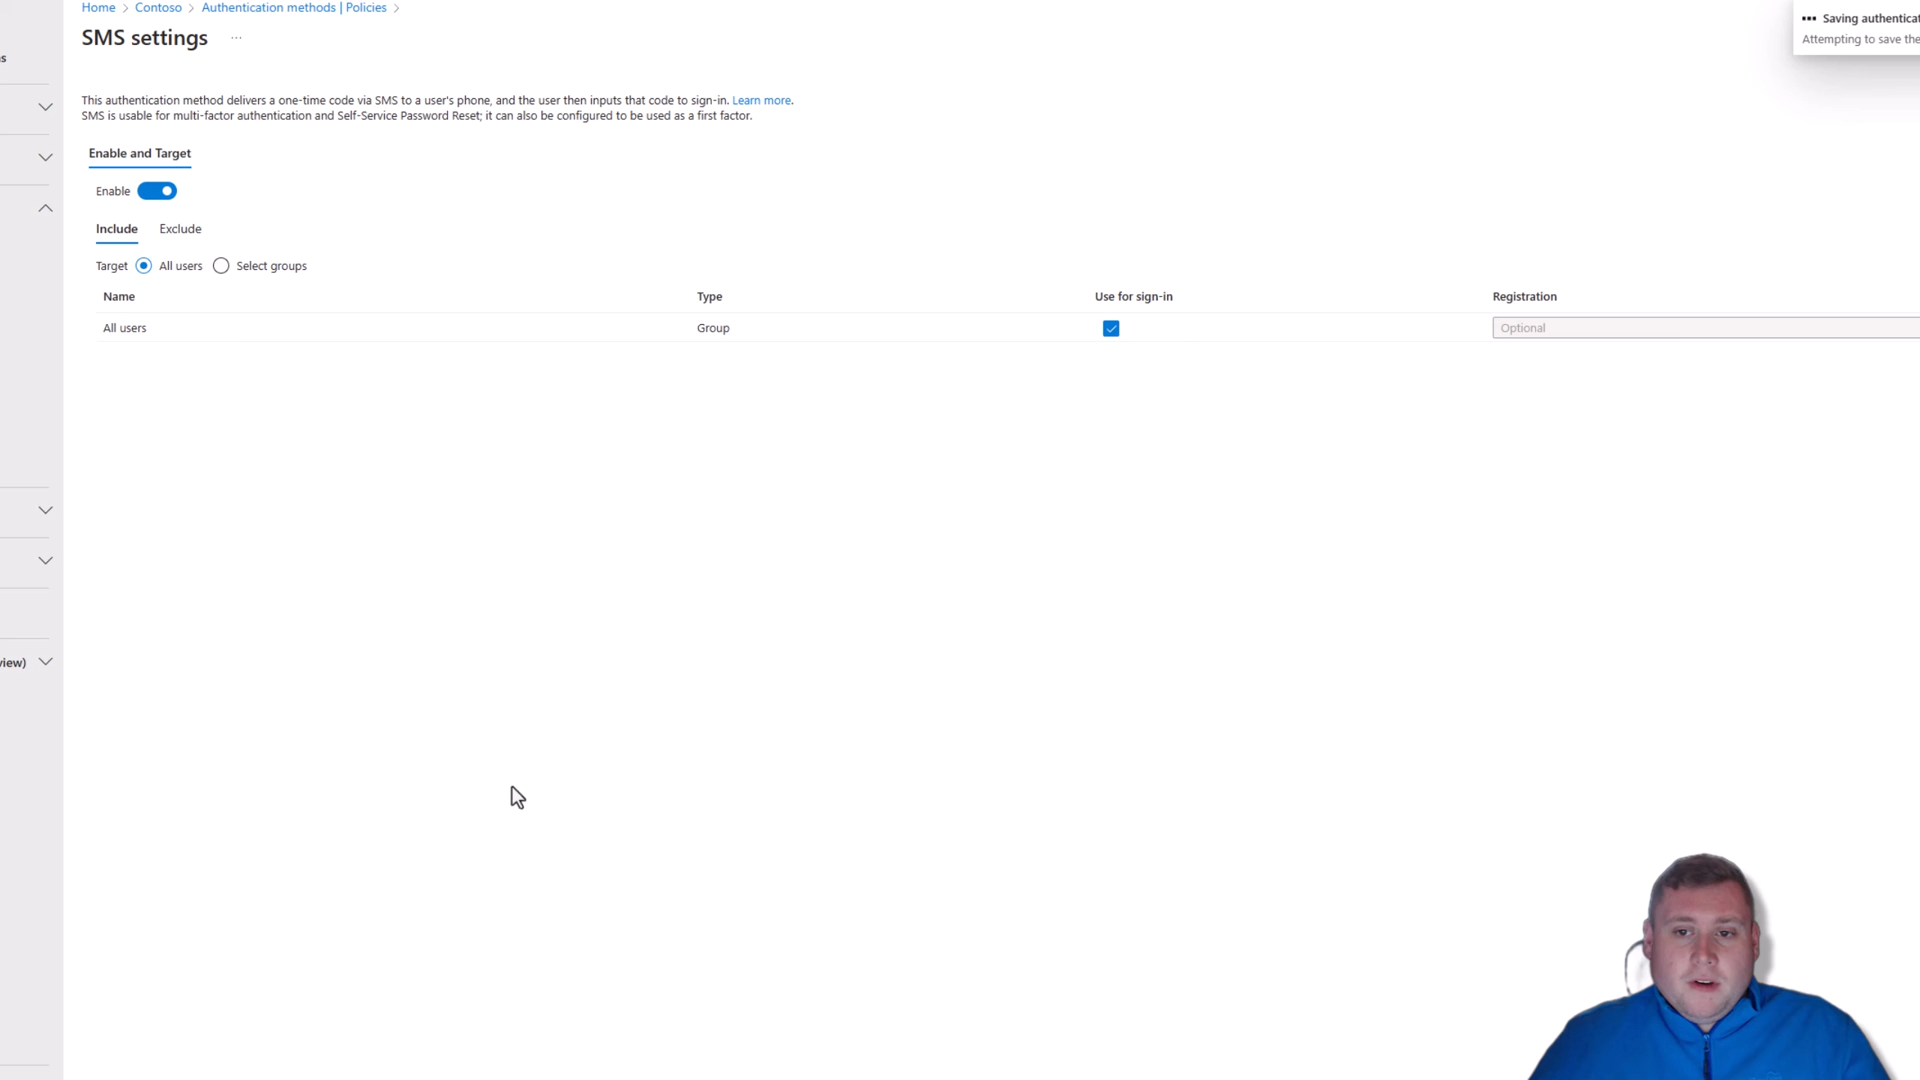 Home > Contoso > Authentication methods | Policies >
SMS settings ...
Saving authenticat
Attempting to save the
s
This authentication method delivers a one-time code via SMS to a user's phone, and the user then inputs that code to sign-in. Learn more.
SMS is usable for multi-factor authentication and Self-Service Password Reset; it can also be configured to be used as a first factor.
Enable and Target
Enable
Include Exclude
Target All users Select groups
Name Type Use for sign-in Registration
All users Group Optional
view)